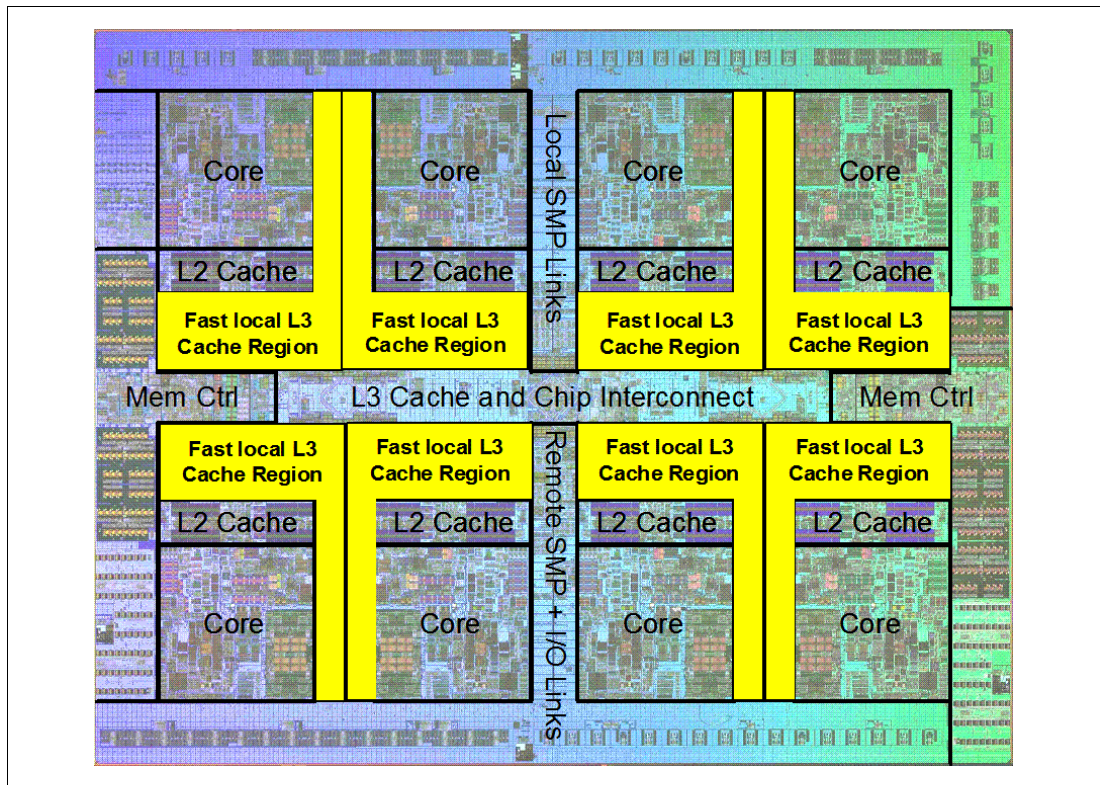 Core
Core
Core
Core
Local SMP Links
L2 Cache
L2 Cache
L2 Cache
L2 Cache
Fast local L3
Cache Region
Fast local L3
Cache Region
Fast local L3
Cache Region
Fast local L3
Cache Region
Mem Ctrl
L3 Cache and Chip Interconnect
Mem Ctrl
Fast local L3
Cache Region
Fast local L3
Cache Region
Fast local L3
Cache Region
Fast local L3
Cache Region
Remote SMP + I/O Links
L2 Cache
L2 Cache
L2 Cache
L2 Cache
Core
Core
Core
Core